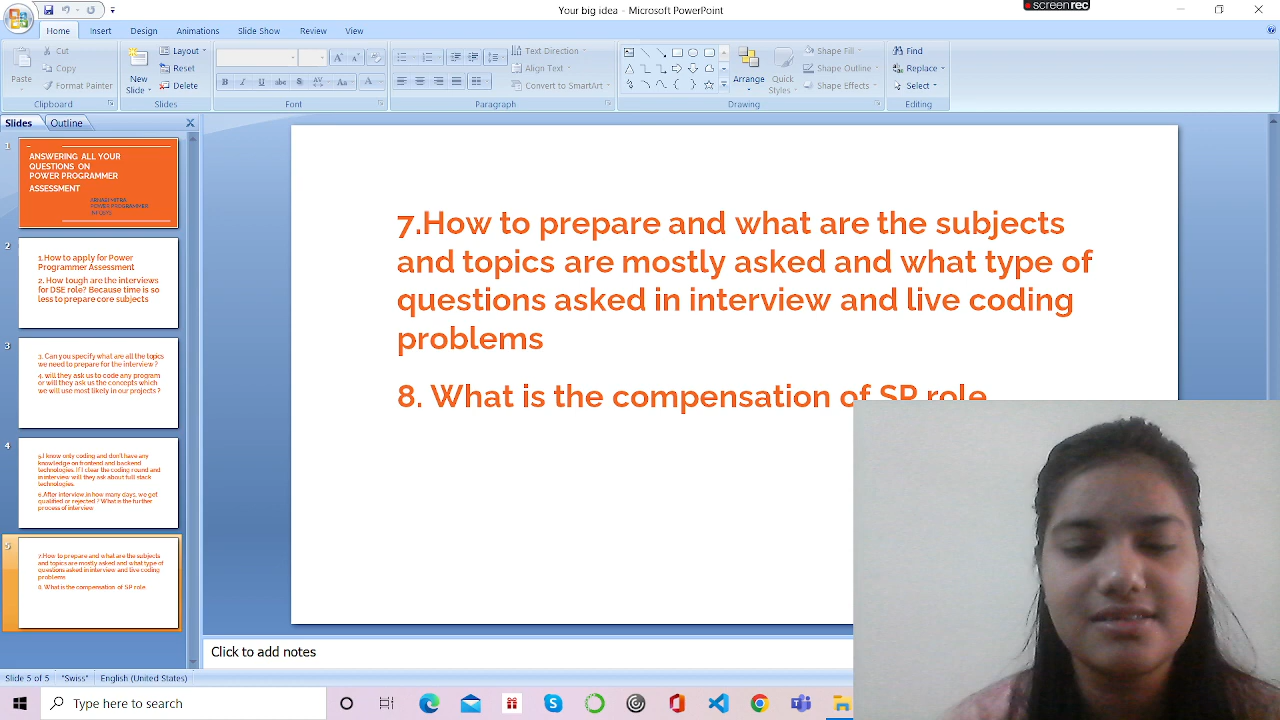 Your big idea - Microsoft PowerPoint
screenrec
Home
Insert
Design
Animations
Slide Show
Review
View
Paste
Cut
Copy
Format Painter
Clipboard
New
Slide
Layout
Reset
Delete
Slides
B I U abc S AV Aa A
Font
Text Direction
Align Text
Convert to SmartArt
Paragraph
Arrange
Quick
Styles
Shape Fill
Shape Outline
Shape Effects
Drawing
Find
Replace
Select
Editing
Slides
Outline
1
ANSWERING ALL YOUR
QUESTIONS ON
POWER PROGRAMMER
ASSESSMENT
POWER PROGRAMMER
2
1.How to apply for Power
Programmer Assessment
2. How tough are the interviews
for DSE role? Because time is so
less to prepare core subjects
3
3. Can you specify what are all the topics
we need to prepare for the interview ?
4. will they ask us to code any program
or will they ask us the concepts which
we will use most likely in our projects ?
4
5.I know only coding and don't have any
knowledge on frontend and backend
technologies. If I clear the coding round and
in interview will they ask about full stack
technologies.
6.After interview,in how many days, we get
qualified or rejected ? What is the further
process of interview
5
7.How to prepare and what are the subjects
and topics are mostly asked and what type of
questions asked in interview and live coding
problems
8. What is the compensation of SP role
7.How to prepare and what are the subjects
and topics are mostly asked and what type of
questions asked in interview and live coding
problems
8. What is the compensation of SP role
Click to add notes
Slide 5 of 5
"Swiss"
English (United States)
Type here to search